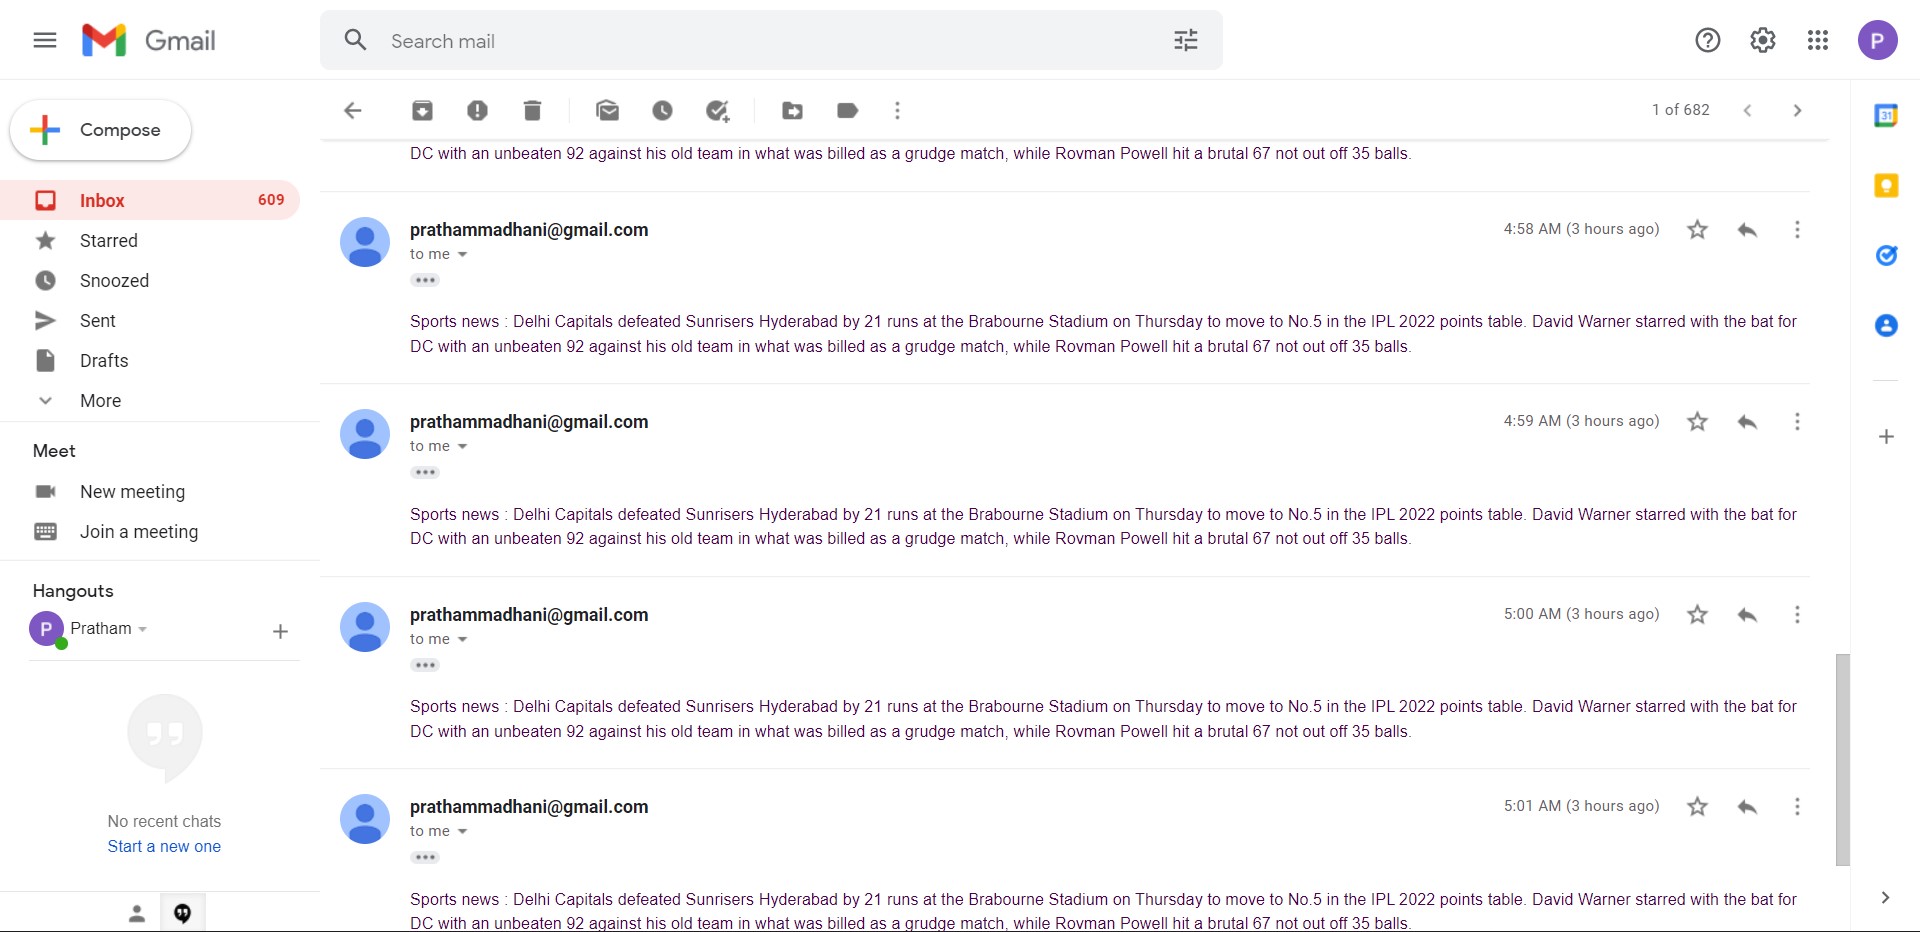 Gmail
Search mail
P
Compose
1 of 682
31
Inbox 609
Starred
Snoozed
Sent
Drafts
More
Meet
New meeting
Join a meeting
Hangouts
P Pratham
No recent chats
Start a new one
DC with an unbeaten 92 against his old team in what was billed as a grudge match, while Rovman Powell hit a brutal 67 not out off 35 balls.
prathammadhani@gmail.com 4:58 AM (3 hours ago)
to me
Sports news : Delhi Capitals defeated Sunrisers Hyderabad by 21 runs at the Brabourne Stadium on Thursday to move to No.5 in the IPL 2022 points table. David Warner starred with the bat for
DC with an unbeaten 92 against his old team in what was billed as a grudge match, while Rovman Powell hit a brutal 67 not out off 35 balls.
prathammadhani@gmail.com 4:59 AM (3 hours ago)
to me
Sports news : Delhi Capitals defeated Sunrisers Hyderabad by 21 runs at the Brabourne Stadium on Thursday to move to No.5 in the IPL 2022 points table. David Warner starred with the bat for
DC with an unbeaten 92 against his old team in what was billed as a grudge match, while Rovman Powell hit a brutal 67 not out off 35 balls.
prathammadhani@gmail.com 5:00 AM (3 hours ago)
to me
Sports news : Delhi Capitals defeated Sunrisers Hyderabad by 21 runs at the Brabourne Stadium on Thursday to move to No.5 in the IPL 2022 points table. David Warner starred with the bat for
DC with an unbeaten 92 against his old team in what was billed as a grudge match, while Rovman Powell hit a brutal 67 not out off 35 balls.
prathammadhani@gmail.com 5:01 AM (3 hours ago)
to me
Sports news : Delhi Capitals defeated Sunrisers Hyderabad by 21 runs at the Brabourne Stadium on Thursday to move to No.5 in the IPL 2022 points table. David Warner starred with the bat for
DC with an unbeaten 92 against his old team in what was billed as a grudge match, while Rovman Powell hit a brutal 67 not out off 35 balls.